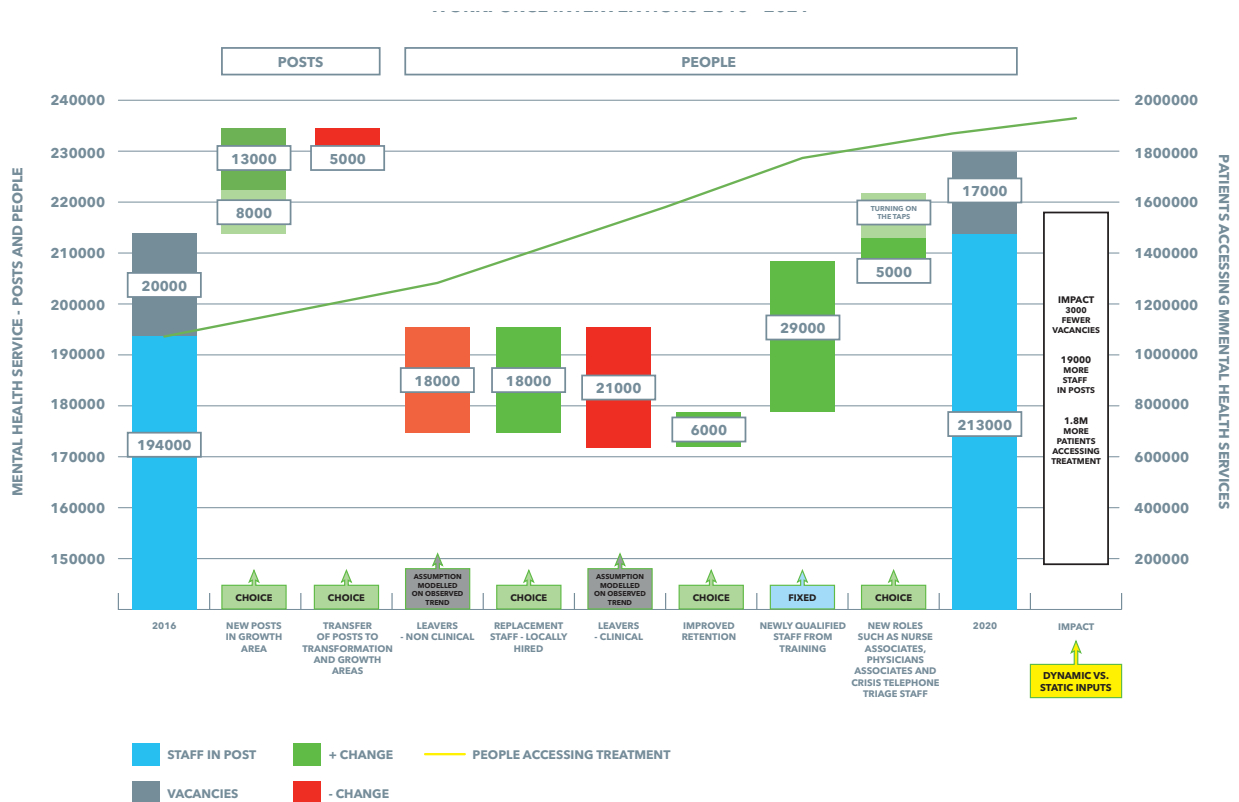 POSTS
PEOPLE
240000
230000
220000
210000
200000
190000
180000
170000
160000
150000
2000000
1800000
1600000
1400000
1200000
1000000
800000
600000
400000
200000
MENTAL HEALTH SERVICE - POSTS AND PEOPLE
PATIENTS ACCESSING MMENTAL HEALTH SERVICES
20000
194000
13000
8000
5000
18000
18000
21000
6000
29000
TURNING ON
THE TAPS
5000
17000
213000
IMPACT
3000
FEWER
VACANCIES
19000
MORE
STAFF
IN POSTS
1.8M
MORE
PATIENTS
ACCESSING
TREATMENT
CHOICE
CHOICE
ASSUMPTION
MODELLED
ON OBSERVED
TREND
CHOICE
ASSUMPTION
MODELLED
ON OBSERVED
TREND
CHOICE
FIXED
CHOICE
2016
NEW POSTS
IN GROWTH
AREA
TRANSFER
OF POSTS TO
TRANSFORMATION
AND GROWTH
AREAS
LEAVERS
- NON CLINICAL
REPLACEMENT
STAFF - LOCALLY
HIRED
LEAVERS
- CLINICAL
IMPROVED
RETENTION
NEWLY QUALIFIED
STAFF FROM
TRAINING
NEW ROLES
SUCH AS NURSE
ASSOCIATES,
PHYSICIANS
ASSOCIATES AND
CRISIS TELEPHONE
TRIAGE STAFF
2020
IMPACT
DYNAMIC VS.
STATIC INPUTS
STAFF IN POST
+ CHANGE
PEOPLE ACCESSING TREATMENT
VACANCIES
- CHANGE